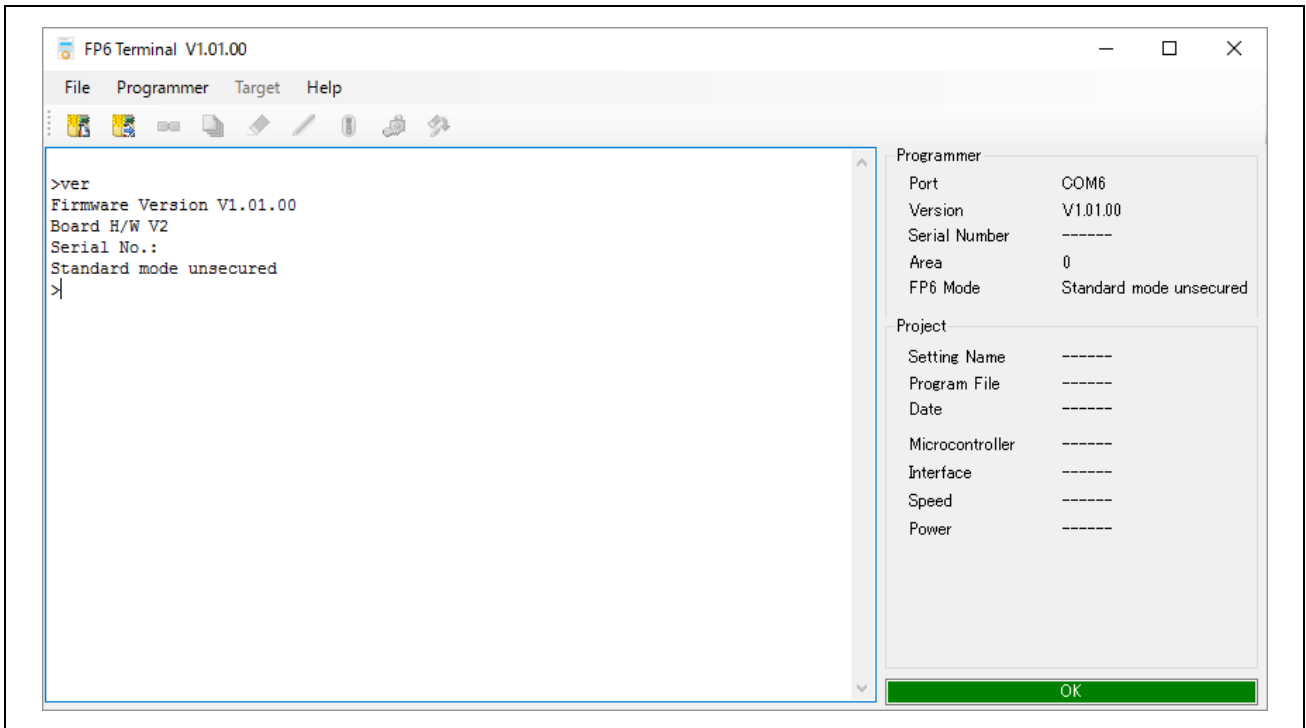 FP6 Terminal V1.01.00
File Programmer Target Help
>ver
Firmware Version V1.01.00
Board H/W V2
Serial No.:
Standard mode unsecured
>
Programmer
Port COM6
Version V1.01.00
Serial Number ------
Area 0
FP6 Mode Standard mode unsecured
Project
Setting Name ------
Program File ------
Date ------
Microcontroller ------
Interface ------
Speed ------
Power ------
OK